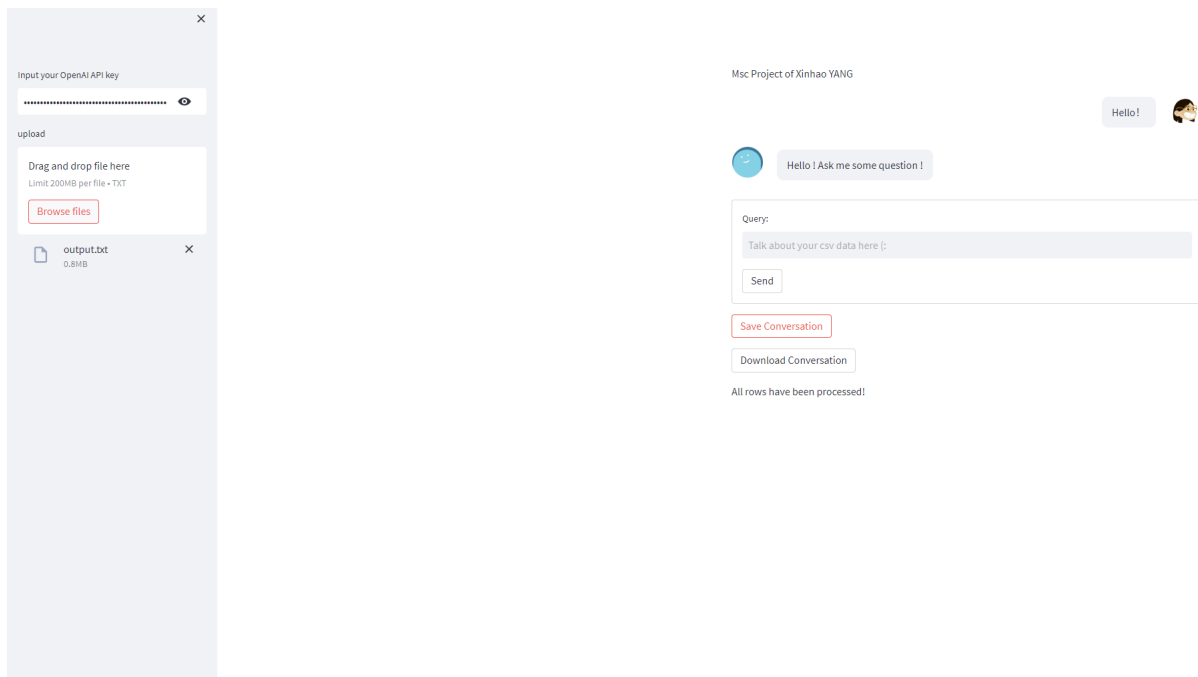 Input your OpenAI API key
upload
Drag and drop file here
Limit 200MB per file • TXT
Browse files
output.txt
0.8MB
Msc Project of Xinhao YANG
Hello!
Hello ! Ask me some question !
Query:
Talk about your csv data here (:
Send
Save Conversation
Download Conversation
All rows have been processed!